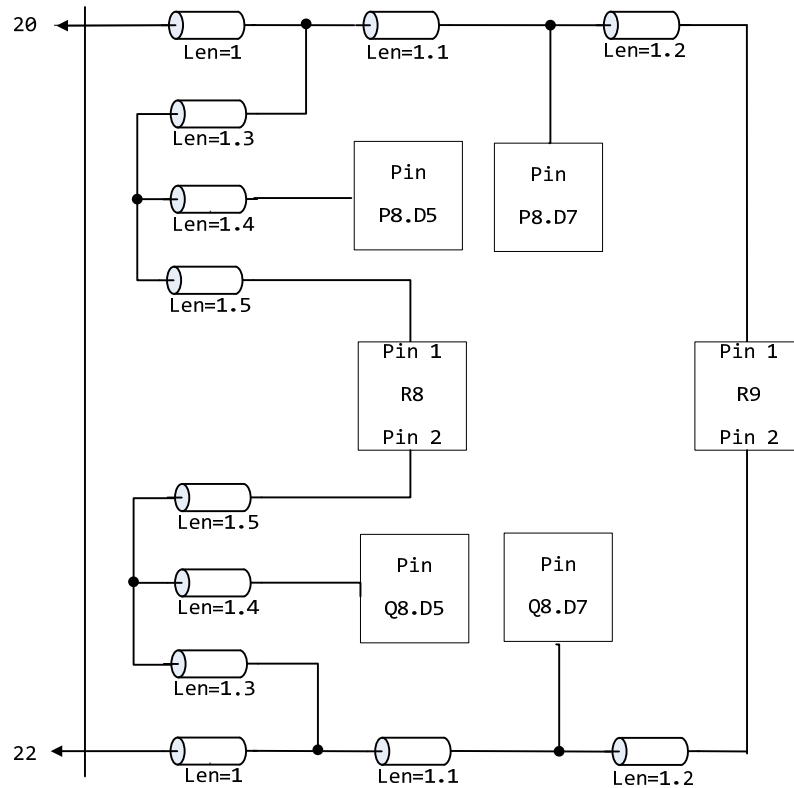 20
Len=1
Len=1.1
Len=1.2
Len=1.3
Len=1.4
Pin
P8.D5
Pin
P8.D7
Len=1.5
Pin 1
R8
Pin 2
Pin 1
R9
Pin 2
Len=1.5
Len=1.4
Pin
Q8.D5
Pin
Q8.D7
Len=1.3
22
Len=1
Len=1.1
Len=1.2